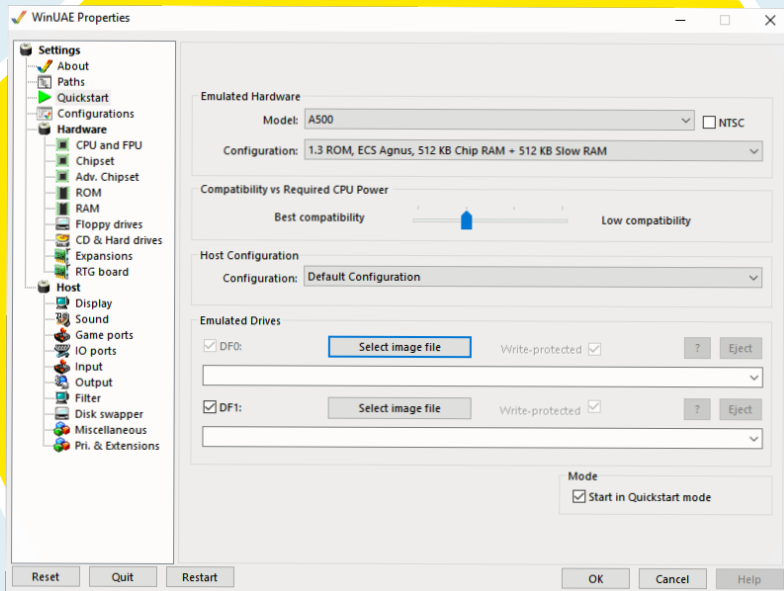 WinUAE Properties
Settings
About
Paths
Quickstart
Configurations
Hardware
CPU and FPU
Chipset
Adv. Chipset
ROM
RAM
Floppy drives
CD & Hard drives
Expansions
RTG board
Host
Display
Sound
Game ports
IO ports
Input
Output
Filter
Disk swapper
Miscellaneous
Pri. & Extensions
Emulated Hardware
Model: A500 NTSC
Configuration: 1.3 ROM, ECS Agnus, 512 KB Chip RAM + 512 KB Slow RAM
Compatibility vs Required CPU Power
Best compatibility Low compatibility
Host Configuration
Configuration: Default Configuration
Emulated Drives
DF0: Select image file Write-protected ? Eject
DF1: Select image file Write-protected ? Eject
Mode
Start in Quickstart mode
Reset Quit Restart OK Cancel Help